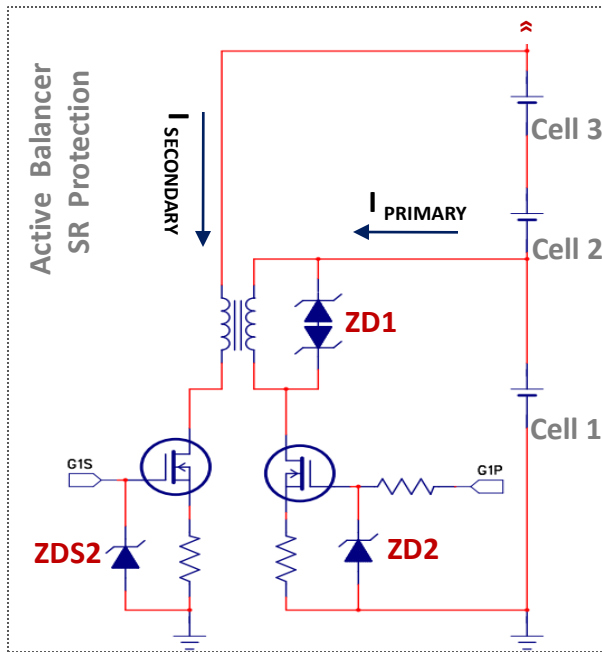 Active Balancer
SR Protection
I SECONDARY
I PRIMARY
Cell 3
Cell 2
ZD1
Cell 1
G1S
G1P
ZDS2
ZD2